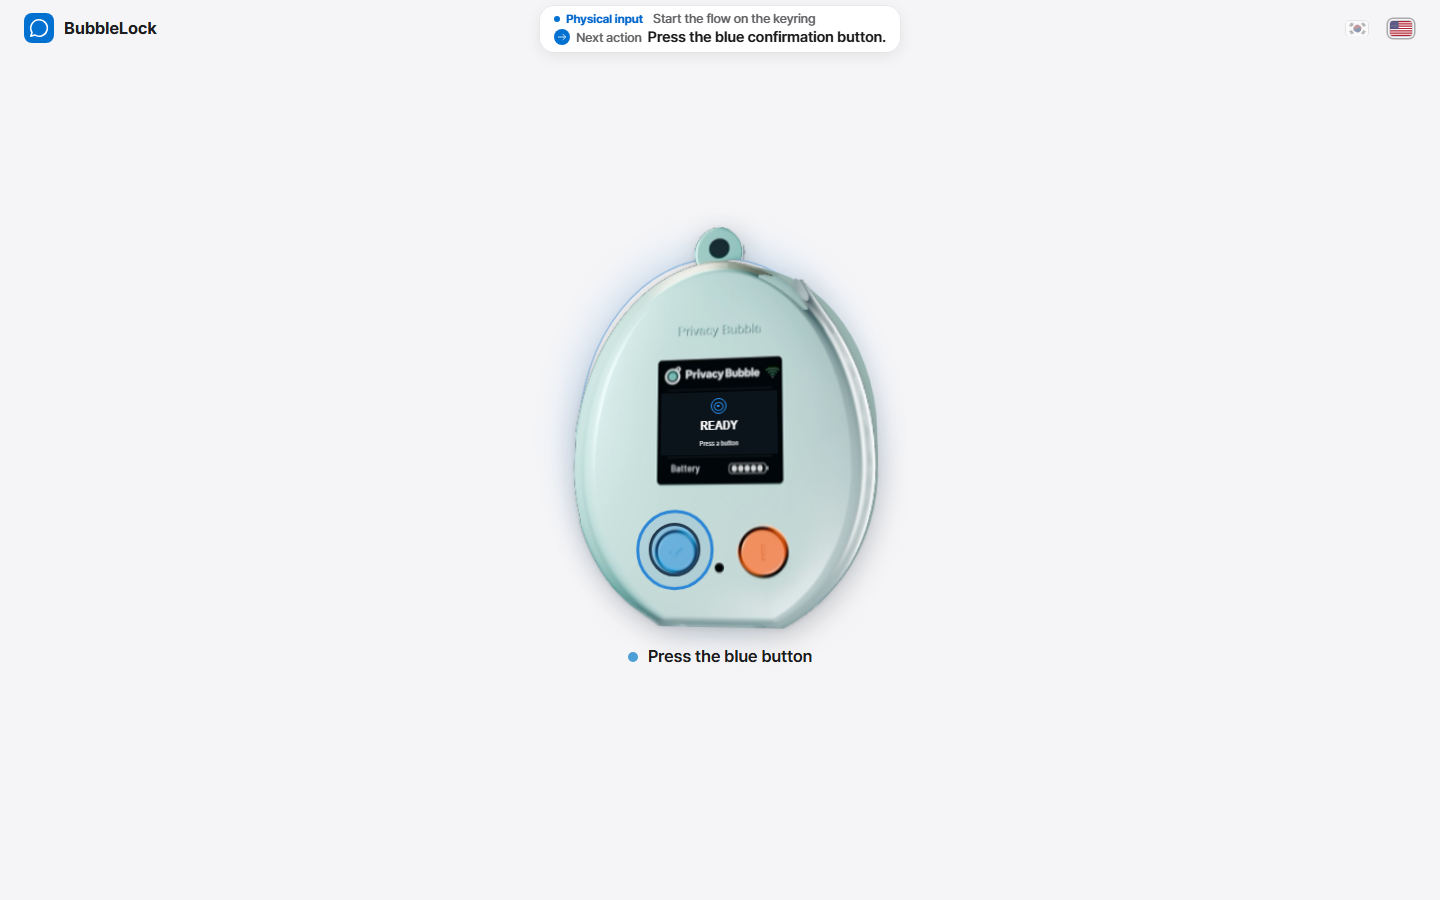 BubbleLock
Physical input Start the flow on the keyring
Next action Press the blue confirmation button.
Privacy Bubble
Privacy Bubble
READY
Press a button
Battery
Press the blue button